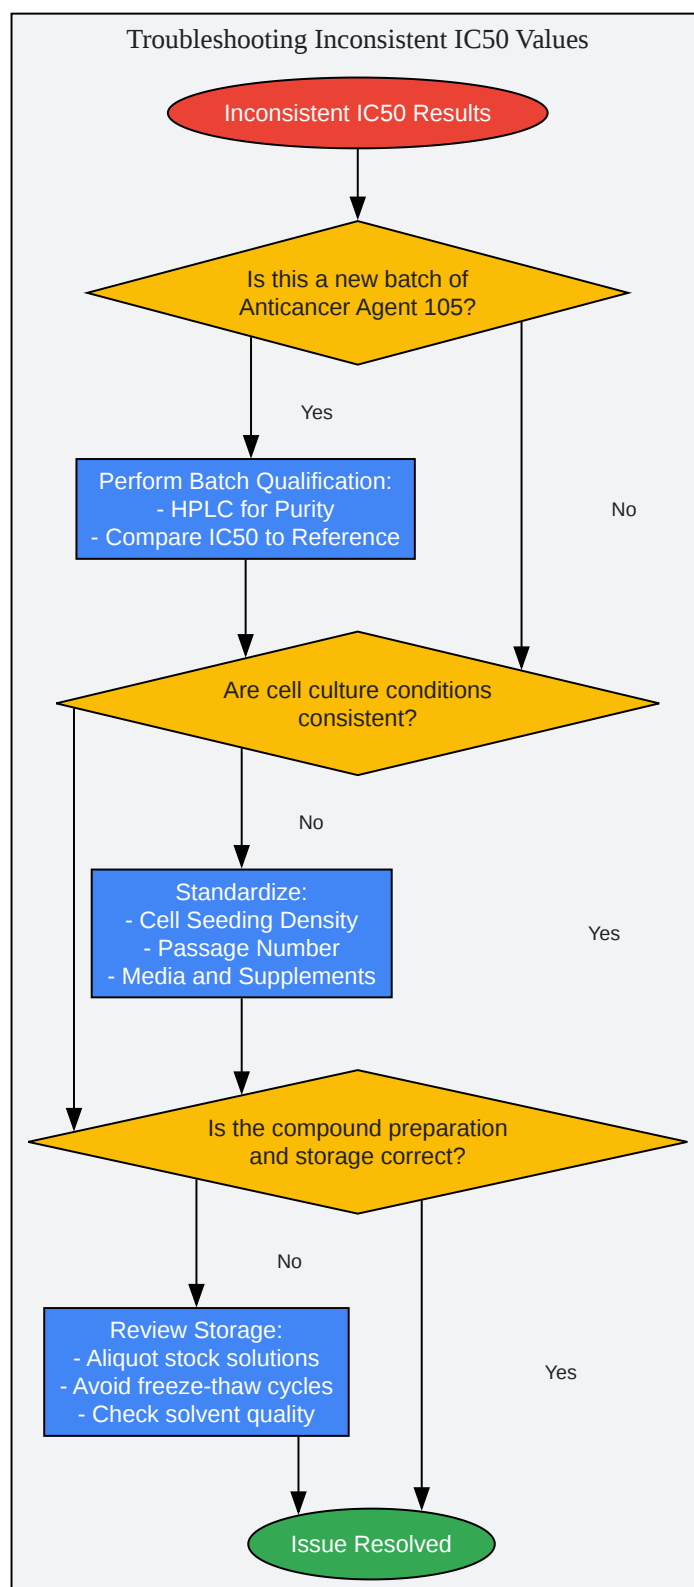 Troubleshooting Inconsistent IC50 Values
Inconsistent IC50 Results
Is this a new batch of
Anticancer Agent 105?
Yes
Perform Batch Qualification:
- HPLC for Purity
- Compare IC50 to Reference
No
Are cell culture conditions
consistent?
No
Standardize:
- Cell Seeding Density
- Passage Number
- Media and Supplements
Yes
Is the compound preparation
and storage correct?
No
Review Storage:
- Aliquot stock solutions
- Avoid freeze-thaw cycles
- Check solvent quality
Yes
Issue Resolved